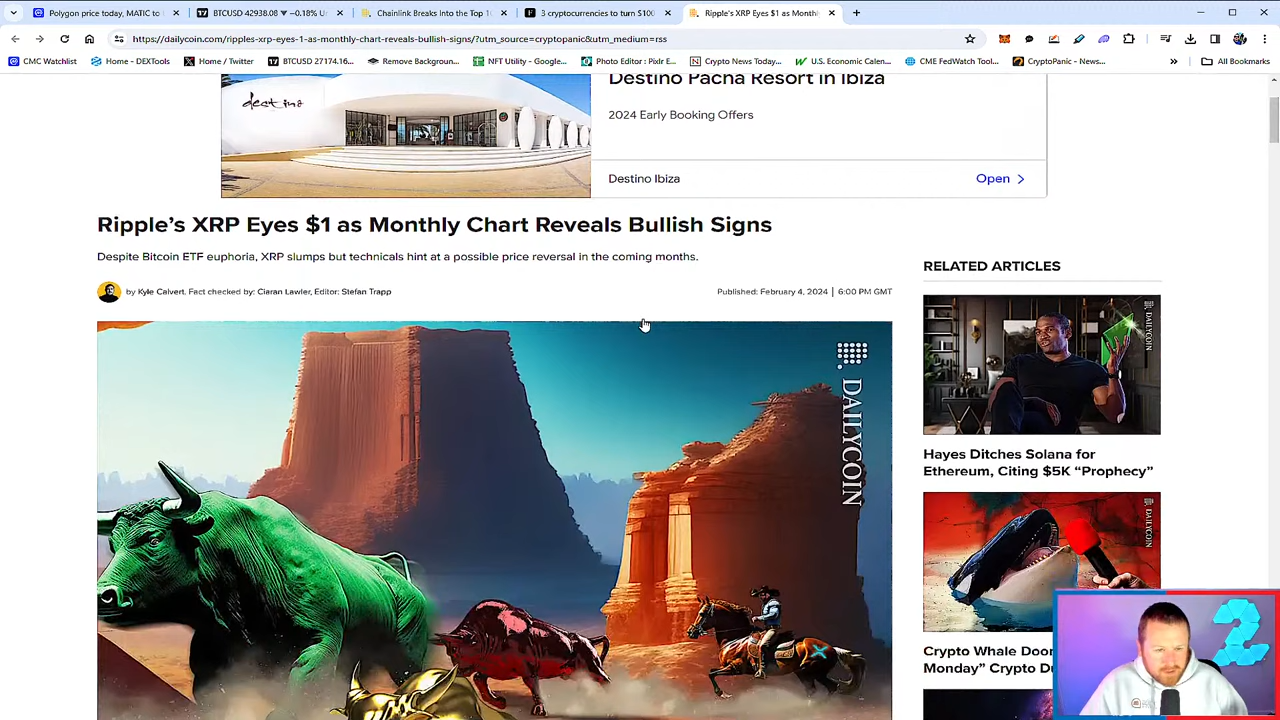 Polygon price today, MATIC to
BTCUSD 42938.08 ▼ −0.18% U
Chainlink Breaks Into the Top 1
3 cryptocurrencies to turn $100
Ripple's XRP Eyes $1 as Monthl
https://dailycoin.com/ripples-xrp-eyes-1-as-monthly-chart-reveals-bullish-signs/?utm_source=cryptopanic&utm_medium=rss
CMC Watchlist
Home - DEXTools
Home / Twitter
BTCUSD 27174.16...
Remove Backgroun...
NFT Utility - Google...
Photo Editor : Pixlr E...
Crypto News Today...
U.S. Economic Calen...
CME FedWatch Tool...
CryptoPanic - News...
»
All Bookmarks
destino
Destino Pacha Resort in Ibiza
2024 Early Booking Offers
Destino Ibiza
Open
Ripple’s XRP Eyes $1 as Monthly Chart Reveals Bullish Signs
Despite Bitcoin ETF euphoria, XRP slumps but technicals hint at a possible price reversal in the coming months.
by Kyle Calvert. Fact checked by: Ciaran Lawler, Editor: Stefan Trapp
Published: February 4, 2024 | 6:00 PM GMT
DAILYCOIN
RELATED ARTICLES
DAILYCOIN
Hayes Ditches Solana for
Ethereum, Citing $5K “Prophecy”
DAILYCOIN
Crypto Whale Doom
Monday” Crypto Du
2